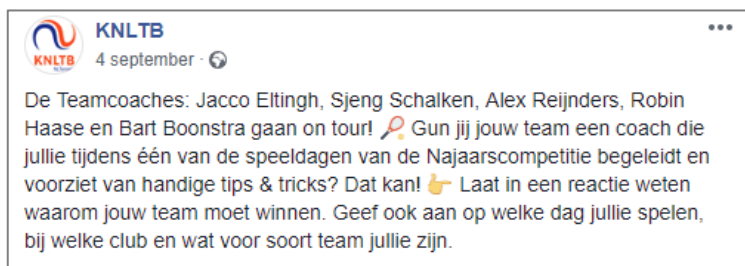 KNLTB
KNLTB
4 september ·
De Teamcoaches: Jacco Eltingh, Sjeng Schalken, Alex Reijnders, Robin
Haase en Bart Boonstra gaan on tour! 🎾 Gun jij jouw team een coach die
jullie tijdens één van de speeldagen van de Najaarscompetitie begeleidt en
voorziet van handige tips & tricks? Dat kan! 👉 Laat in een reactie weten
waarom jouw team moet winnen. Geef ook aan op welke dag jullie spelen,
bij welke club en wat voor soort team jullie zijn.